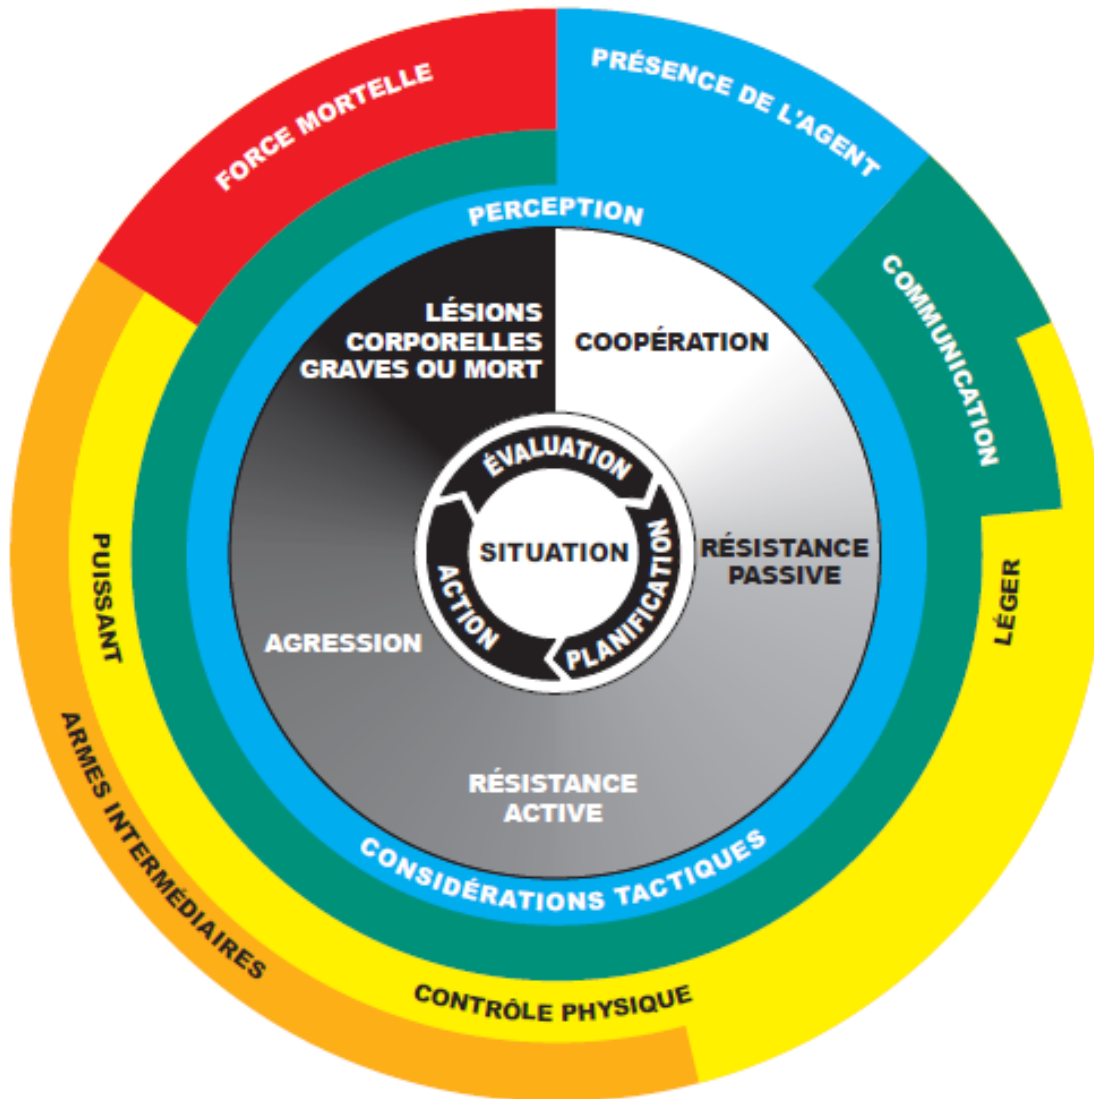 FORCE MORTELLE
PRÉSENCE DE L'AGENT
PERCEPTION
COMMUNICATION
LÉSIONS
CORPORELLES
GRAVES OU MORT
COOPÉRATION
ÉVALUATION
SITUATION
PLANIFICATION
ACTION
RÉSISTANCE
PASSIVE
LÉGER
PUISSANT
AGRESSION
RÉSISTANCE
ACTIVE
CONSIDÉRATIONS TACTIQUES
ARMES INTERMÉDIAIRES
CONTRÔLE PHYSIQUE